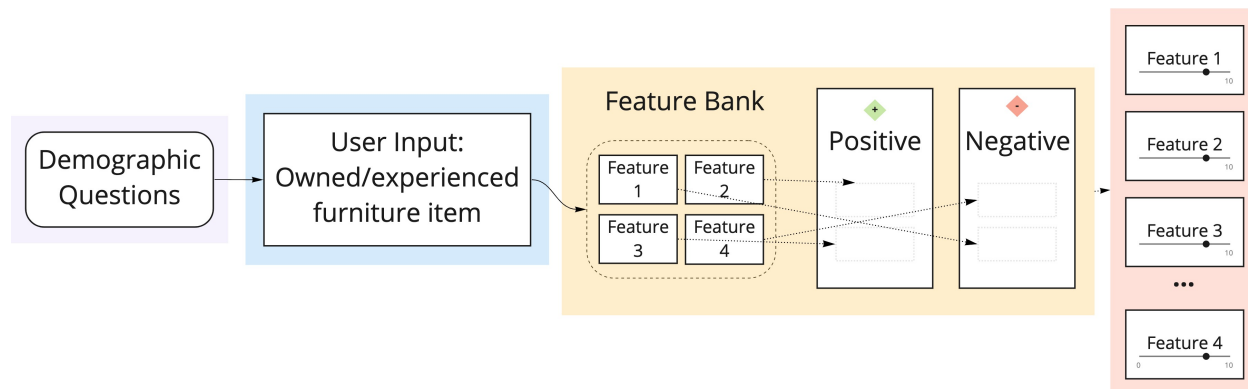 Demographic
Questions
User Input:
Owned/experienced
furniture item
Feature Bank
Feature
1
Feature
2
Feature
3
Feature
4
+
Positive
-
Negative
Feature 1
10
Feature 2
10
Feature 3
10
•••
Feature 4
0
10